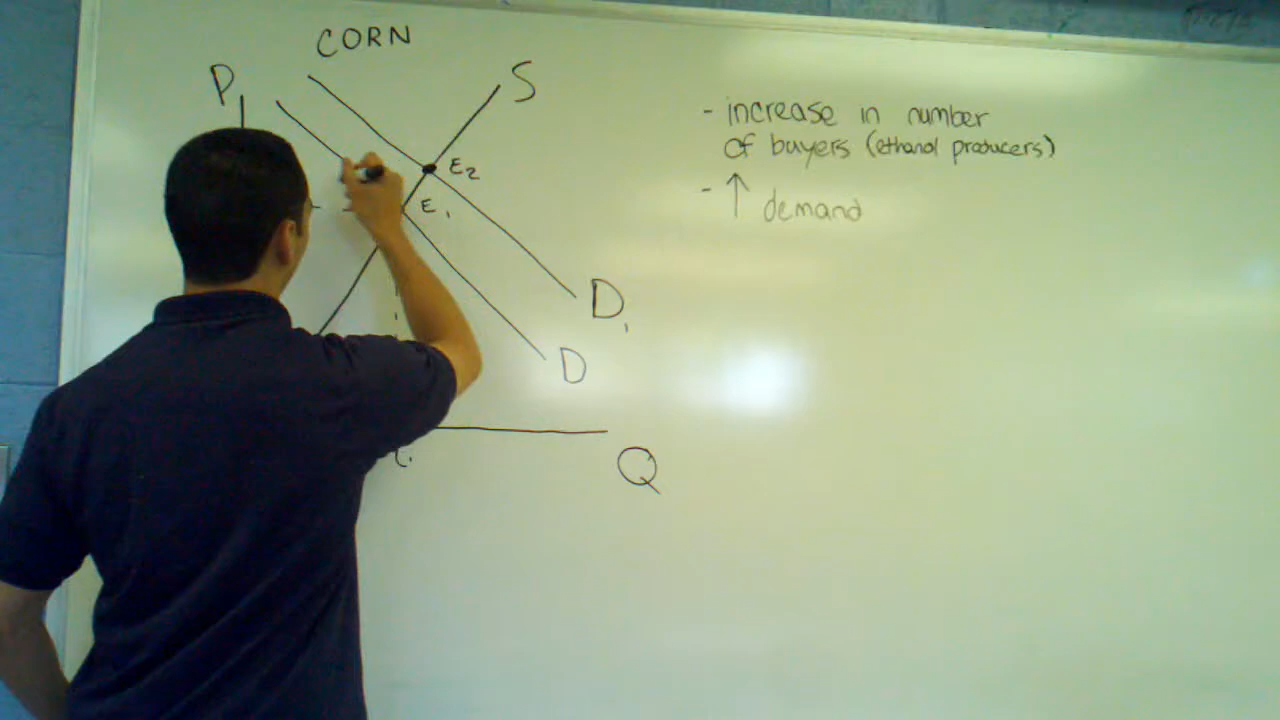 CORN
P
S
E2
E1
D1
D
Q
- increase in number
of buyers (ethanol producers)
- ↑ demand